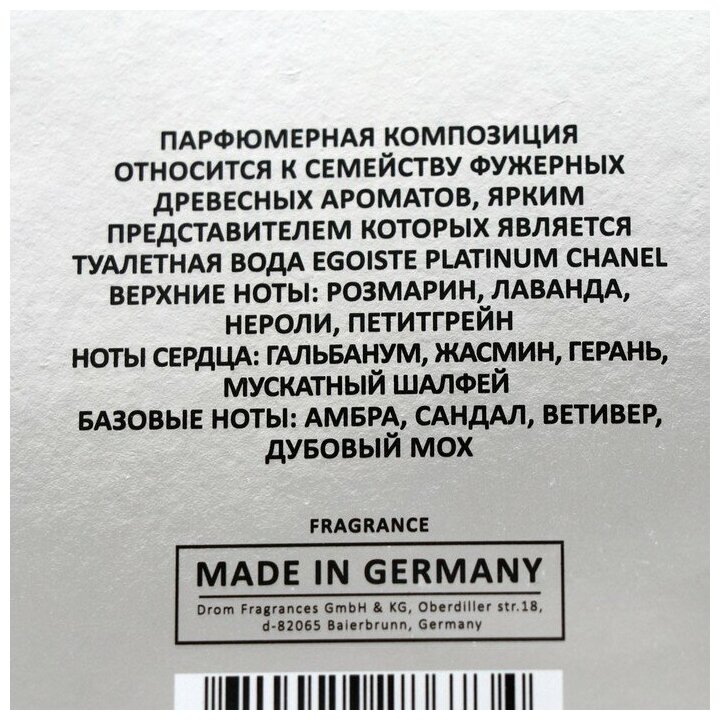 ПАРФЮМЕРНАЯ КОМПОЗИЦИЯ
ОТНОСИТСЯ К СЕМЕЙСТВУ ФУЖЕРНЫХ
ДРЕВЕСНЫХ АРОМАТОВ, ЯРКИМ
ПРЕДСТАВИТЕЛЕМ КОТОРЫХ ЯВЛЯЕТСЯ
ТУАЛЕТНАЯ ВОДА EGOISTE PLATINUM CHANEL
ВЕРХНИЕ НОТЫ: РОЗМАРИН, ЛАВАНДА,
НЕРОЛИ, ПЕТИТГРЕЙН
НОТЫ СЕРДЦА: ГАЛЬБАНУМ, ЖАСМИН, ГЕРАНЬ,
МУСКАТНЫЙ ШАЛФЕЙ
БАЗОВЫЕ НОТЫ: АМБРА, САНДАЛ, ВЕТИВЕР,
ДУБОВЫЙ МОХ
FRAGRANCE
MADE IN GERMANY
Drom Fragrances GmbH & KG, Oberdiller str.18,
d-82065 Baierbrunn, Germany